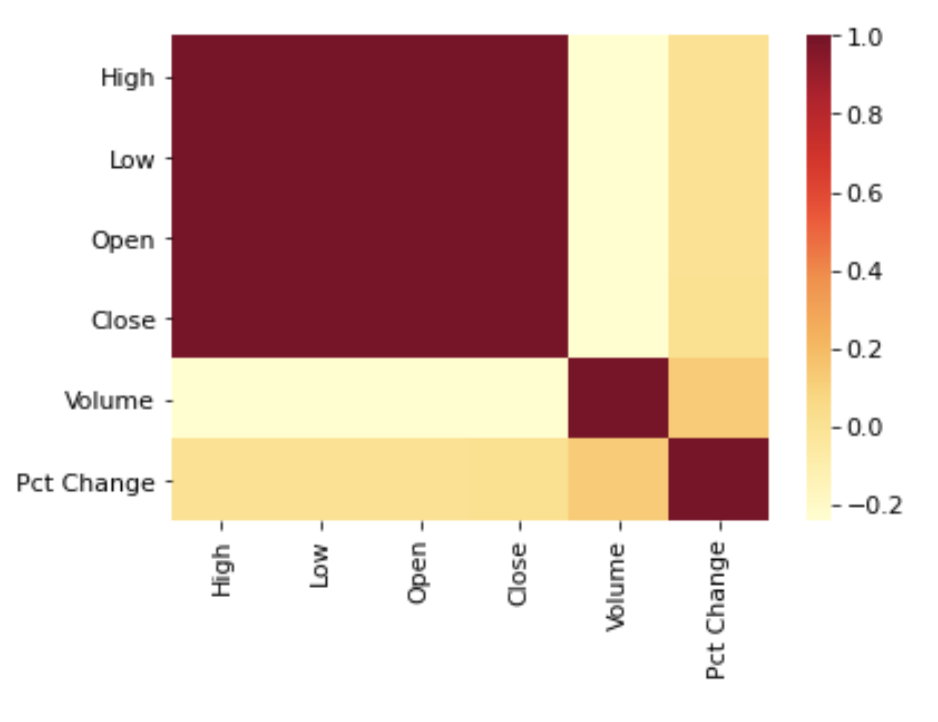 High
Low
Open
Close
Volume
Pct Change
High
Low
Open
Close
Volume
Pct Change
1.0
0.8
0.6
0.4
0.2
0.0
−0.2